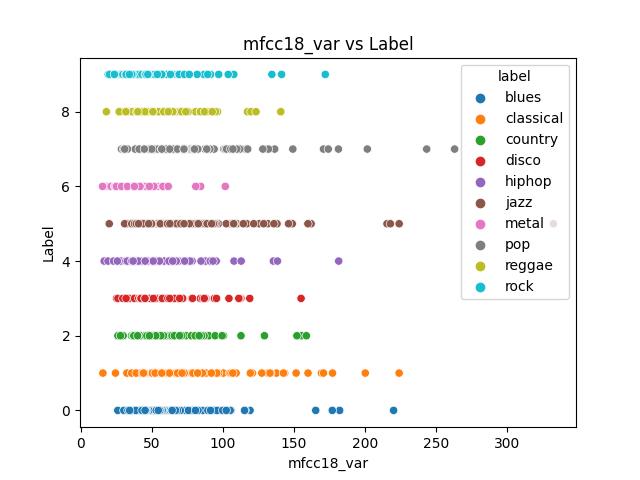 mfcc18_var vs Label
label
blues
classical
country
disco
hiphop
jazz
metal
pop
reggae
rock
Label
8
6
4
2
0
0 50 100 150 200 250 300
mfcc18_var